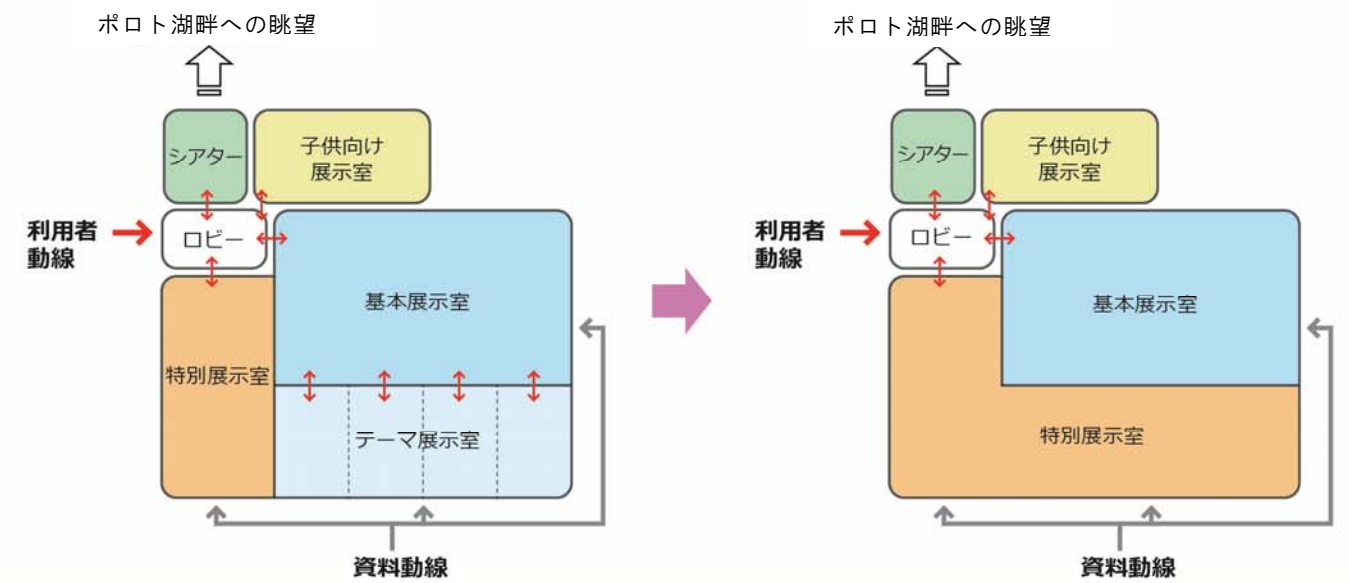 ポロト湖畔への眺望
シアター
子供向け
展示室
利用者
動線
ロビー
基本展示室
特別展示室
テーマ展示室
資料動線
ポロト湖畔への眺望
シアター
子供向け
展示室
利用者
動線
ロビー
基本展示室
特別展示室
資料動線